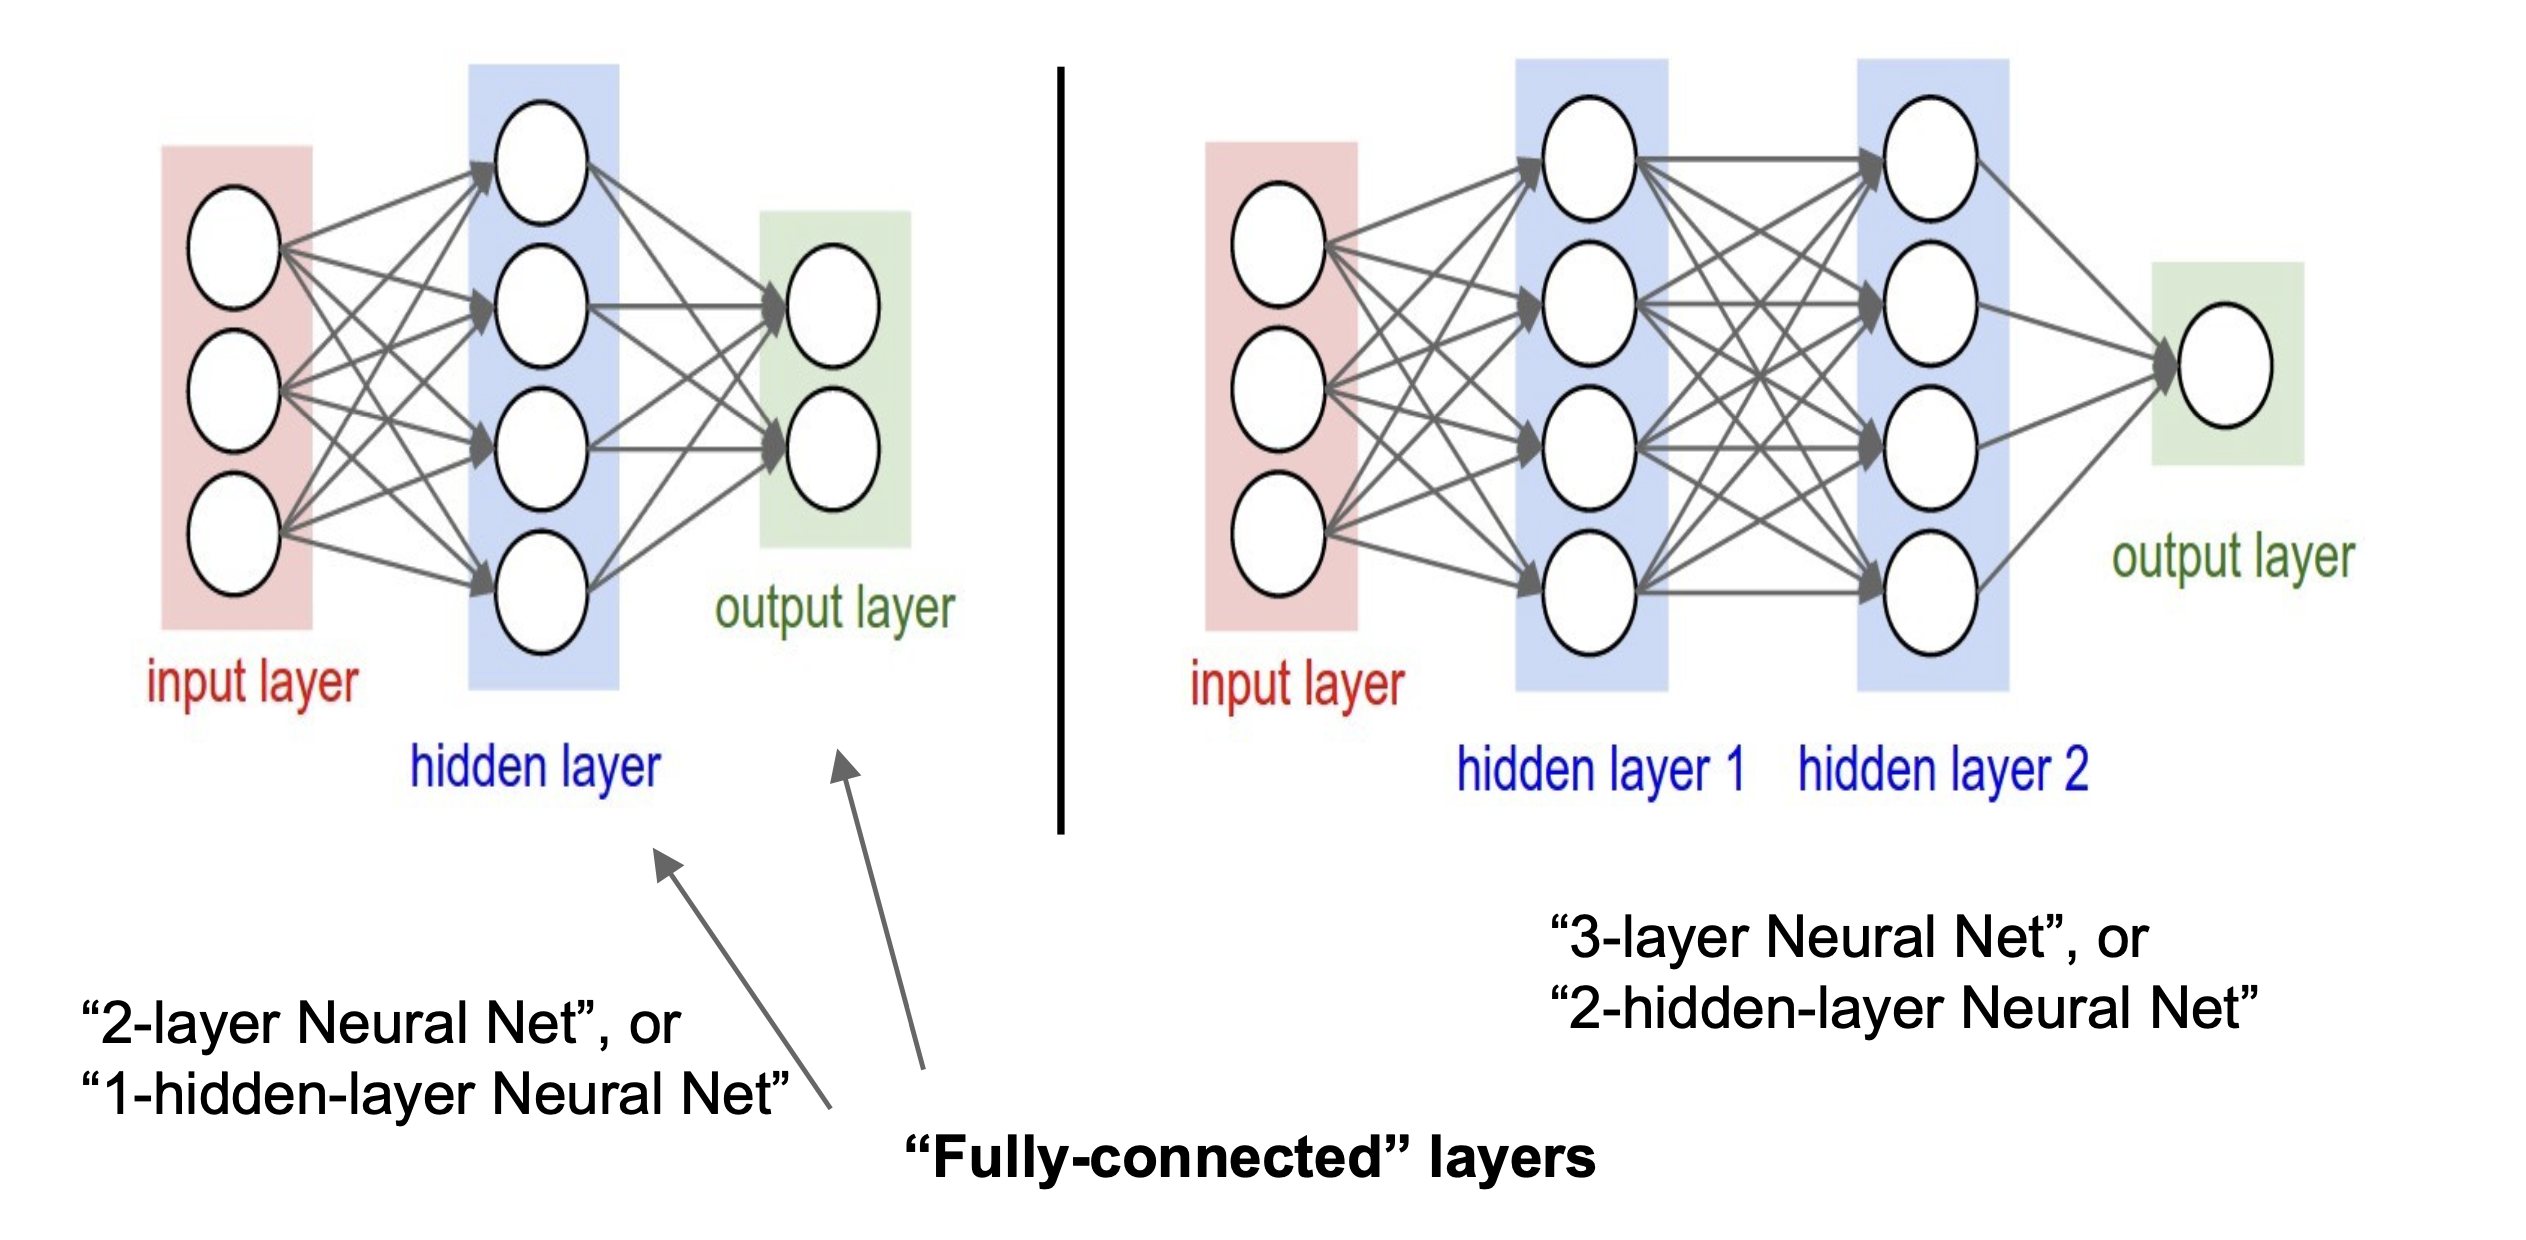 input layer
hidden layer
output layer
input layer
hidden layer 1
hidden layer 2
output layer
“2-layer Neural Net”, or
“1-hidden-layer Neural Net”
“3-layer Neural Net”, or
“2-hidden-layer Neural Net”
“Fully-connected” layers